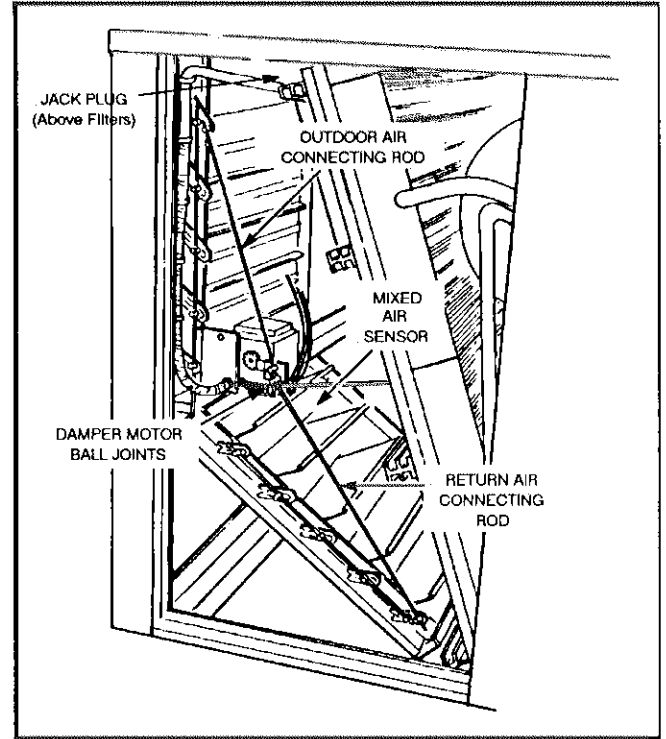 JACK PLUG
(Above Filters)
OUTDOOR AIR
CONNECTING ROD
MIXED
AIR
SENSOR
DAMPER MOTOR
BALL JOINTS
RETURN AIR
CONNECTING
ROD